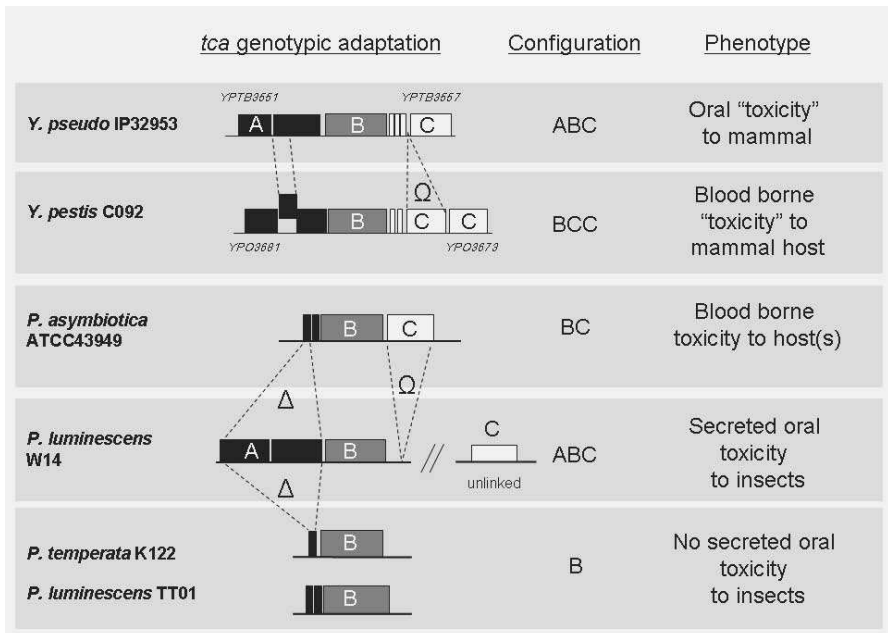 tca genotypic adaptation Configuration Phenotype
YPTB3551 YPTB3557
Y. pseudo IP32953 A B C ABC Oral “toxicity”
to mammal
Y. pestis C092 Ω B C C BCC Blood borne
“toxicity” to
mammal host
YPO3681 YPO3673
P. asymbiotica
ATCC43949
B C BC Blood borne
toxicity to host(s)
Δ Ω
P. luminescens
W14
A B // C ABC Secreted oral
toxicity
to insects
unlinked
Δ
P. temperata K122 B
P. luminescens TT01 B
B No secreted oral
toxicity
to insects